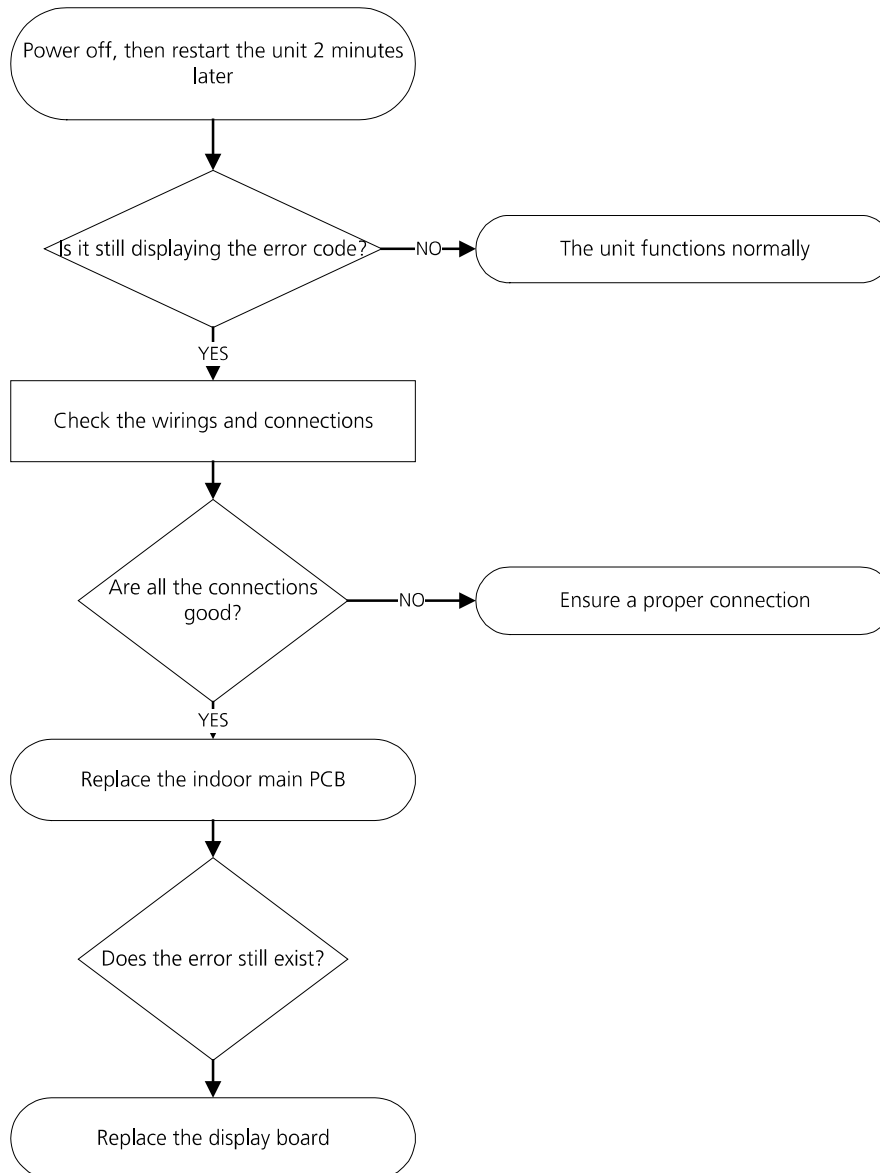 Power off, then restart the unit 2 minutes
later
Is it still displaying the error code?
NO
The unit functions normally
YES
Check the wirings and connections
Are all the connections
good?
NO
Ensure a proper connection
YES
Replace the indoor main PCB
Does the error still exist?
Replace the display board